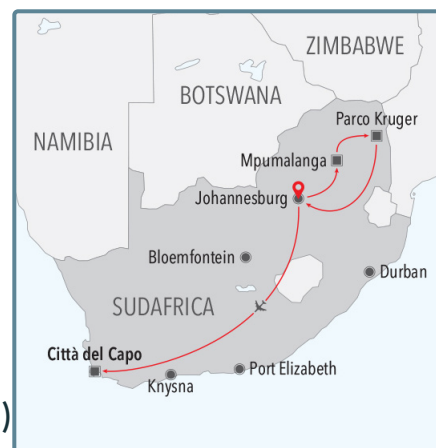 ZIMBABWE
BOTSWANA
Parco Kruger
NAMIBIA
Mpumalanga
Johannesburg
Bloemfontein
Durban
SUDAFRICA
Città del Capo
Port Elizabeth
Knysna
)